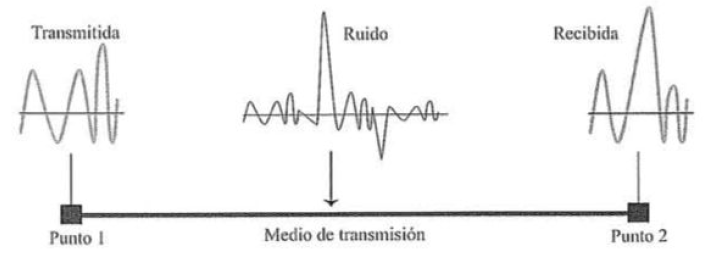 Transmitida
Ruido
Recibida
Punto 1
Medio de transmisión
Punto 2